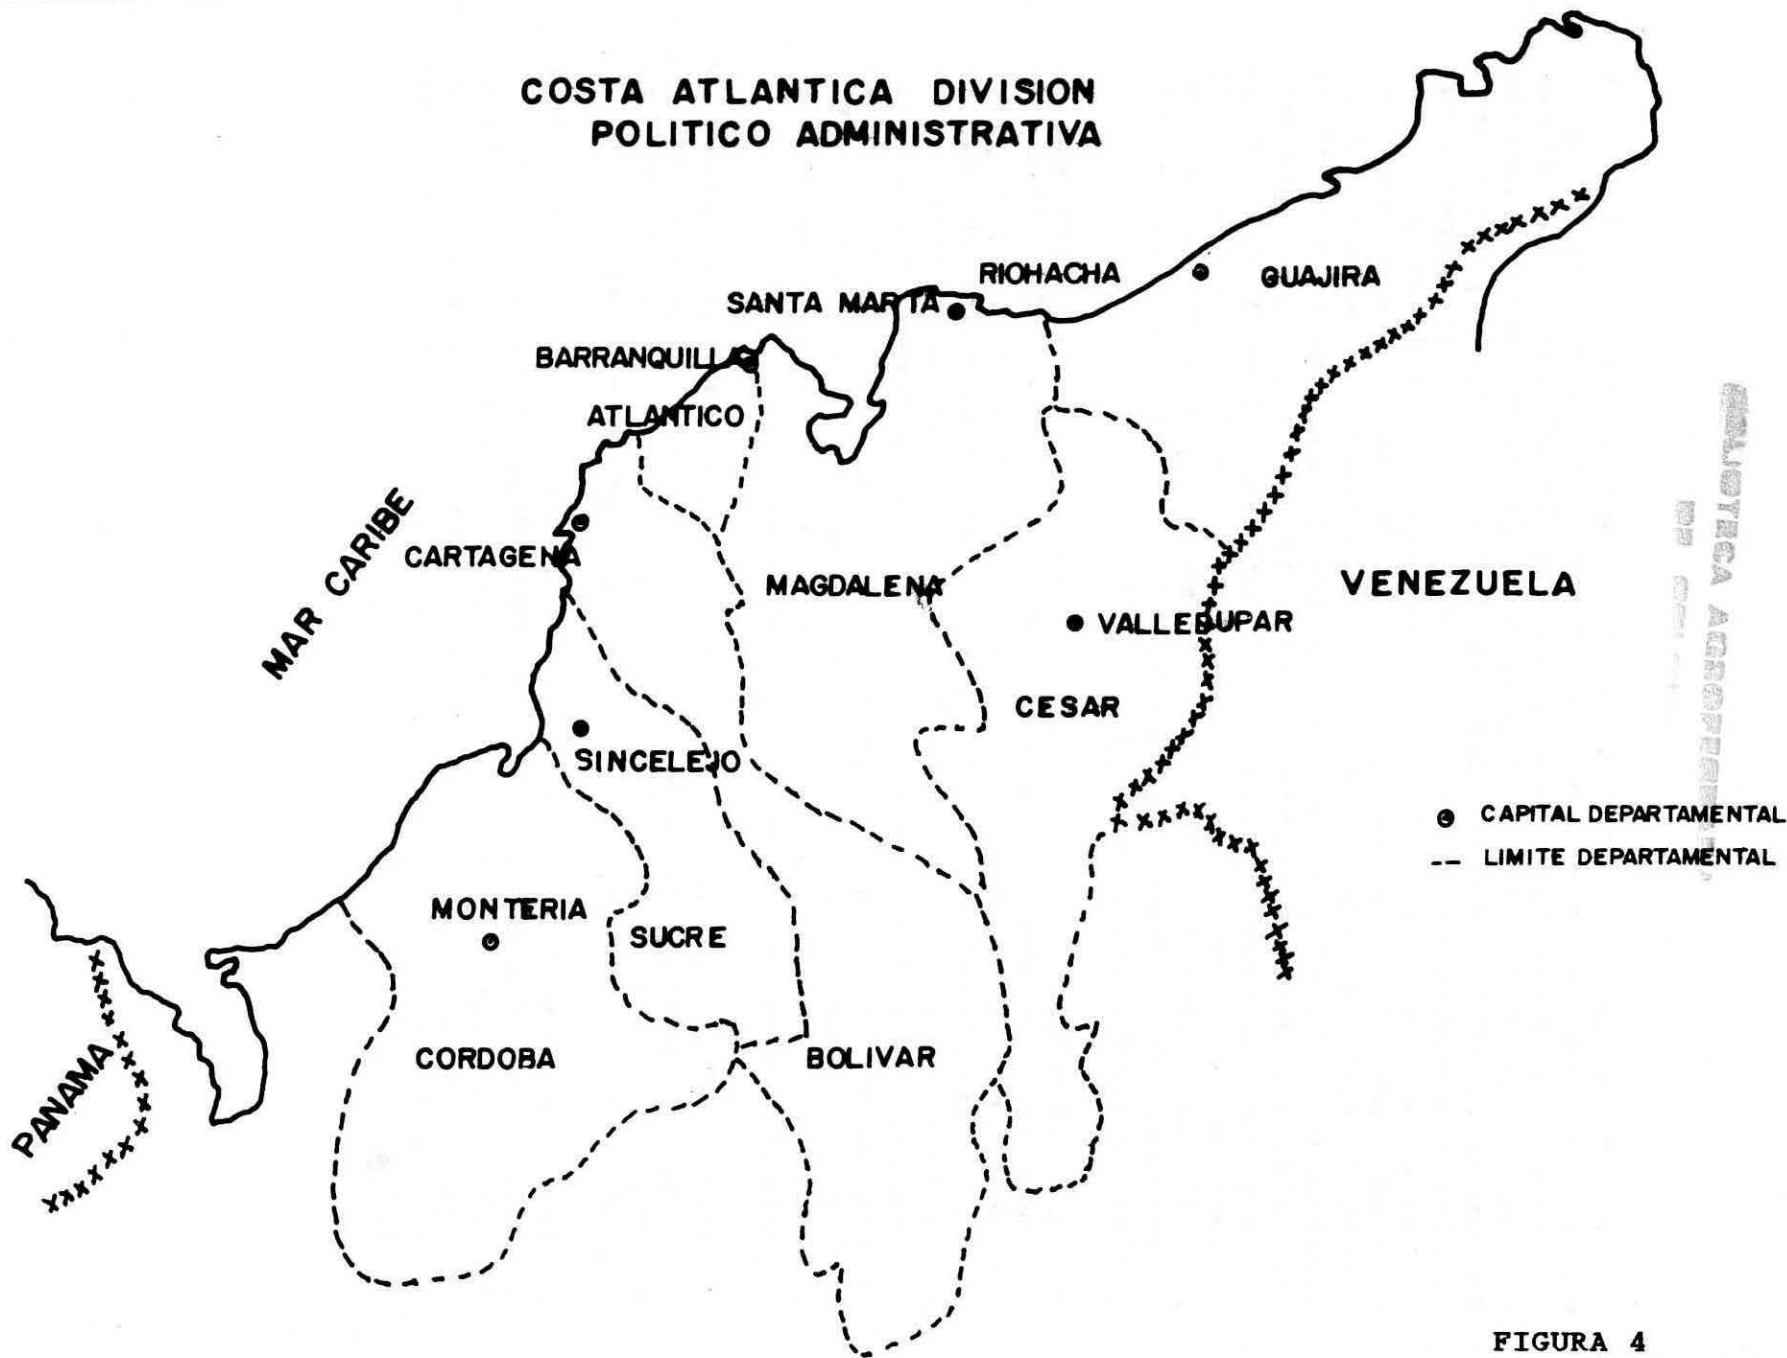 COSTA ATLANTICA DIVISION
POLITICO ADMINISTRATIVA
RIOHACHA
GUAJIRA
SANTA MARTA
BARRANQUILLA
ATLANTICO
MAR CARIBE
CARTAGENA
MAGDALENA
VENEZUELA
VALLEDUPAR
CESAR
SINCELEJO
CAPITAL DEPARTAMENTAL
LIMITE DEPARTAMENTAL
MONTERIA
SUCRE
CORDOBA
BOLIVAR
PANAMA
BIBLIOTECA
FIGURA 4